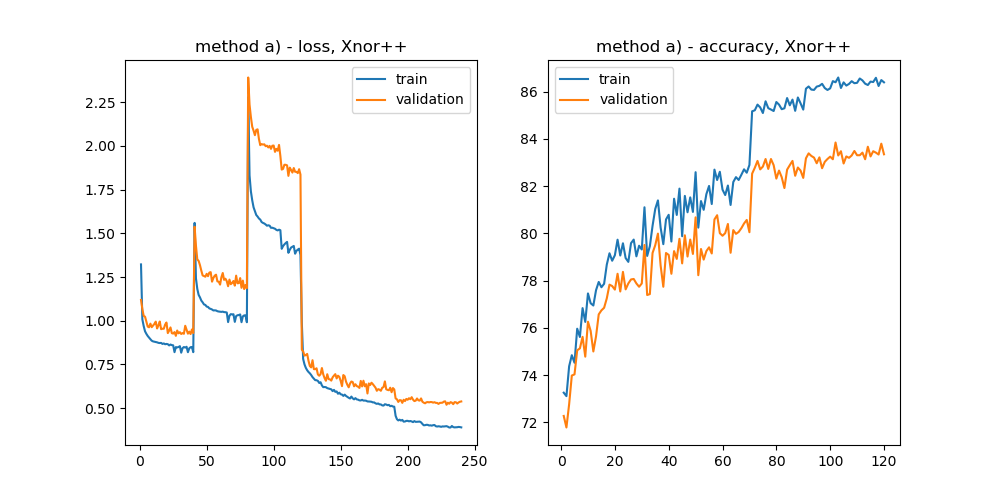 method a) - loss, Xnor++
train
validation
2.25
2.00
1.75
1.50
1.25
1.00
0.75
0.50
0 50 100 150 200 250
method a) - accuracy, Xnor++
train
validation
86
84
82
80
78
76
74
72
0 20 40 60 80 100 120